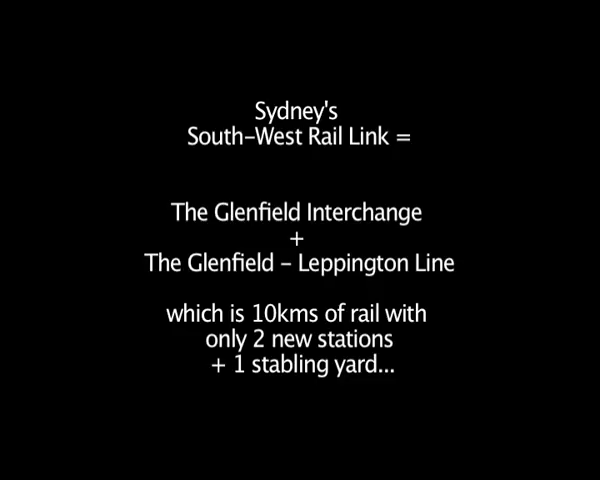 Sydney's
South-West Rail Link =
The Glenfield Interchange
+
The Glenfield - Leppington Line
which is 10kms of rail with
only 2 new stations
+ 1 stabling yard...